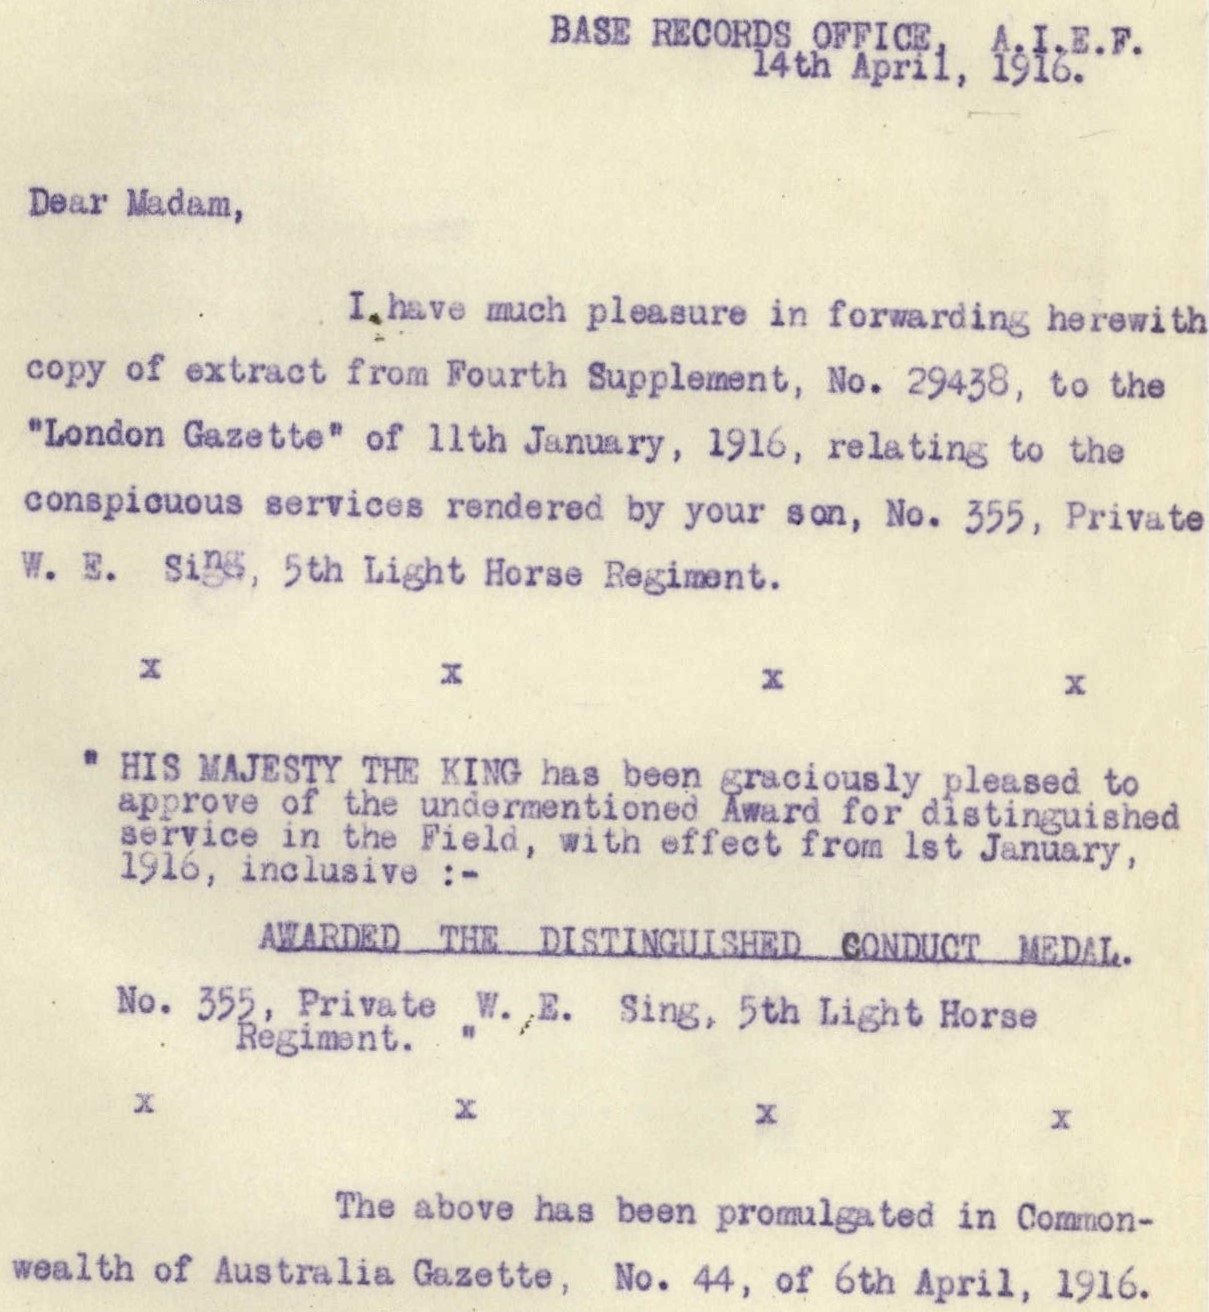 BASE RECORDS OFFICE, A.I.E.F.
14th April, 1916.
Dear Madam,
I have much pleasure in forwarding herewith
copy of extract from Fourth Supplement, No. 29438, to the
"London Gazette" of 11th January, 1916, relating to the
conspicuous services rendered by your son, No. 355, Private
W. E. Sing, 5th Light Horse Regiment.
x x x x
" HIS MAJESTY THE KING has been graciously pleased to
approve of the undermentioned Award for distinguished
service in the Field, with effect from 1st January,
1916, inclusive :-
AWARDED THE DISTINGUISHED CONDUCT MEDAL.
No. 355, Private W. E. Sing, 5th Light Horse
Regiment. "
x x x x
The above has been promulgated in Common-
wealth of Australia Gazette, No. 44, of 6th April, 1916.